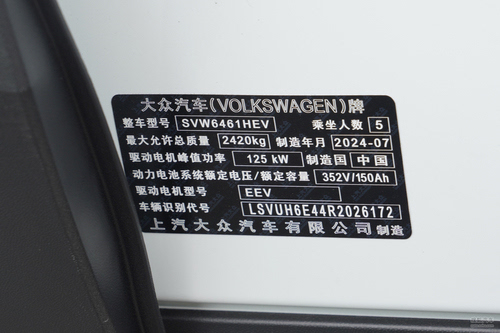 大众汽车(VOLKSWAGEN)牌
整车型号 SVW6461HEV 乘坐人数 5
最大允许总质量 2420kg 制造年月 2024-07
驱动电机峰值功率 125 kW 制造国 中国
动力电池系统额定电压/额定容量 352V/150Ah
驱动电机型号 EEV
车辆识别代号 LSVUH6E44R2026172
上汽大众汽车有限公司 制造